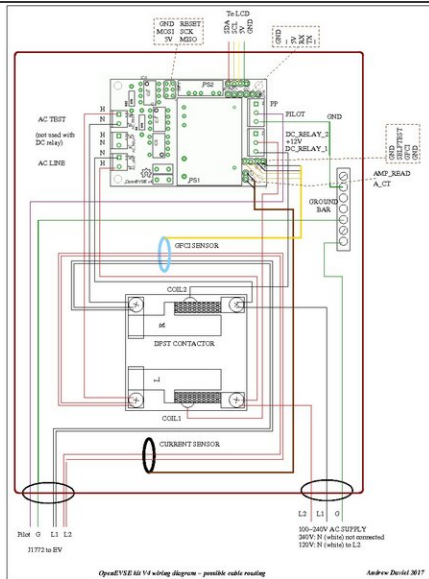 To LCD
GND RESET
MOSI SCK
5V MISO
SDA
SCL
5V
GND
GND
-
5V
RX
TX
-
PS2
PP
PILOT
GND
H
N
AC TEST
(not used with
DC relay)
N
AC LINE
H
DC_RELAY_2
+12V
DC_RELAY_1
PS1
GND
SELFTEST
GFCI
GND
AMP_READ
A_CT
GROUND
BAR
GFCI SENSOR
COIL2
DPST CONTACTOR
COIL1
CURRENT SENSOR
Pilot G L1 L2
J1772 to EV
L2 L1 G
100-240V AC SUPPLY
240V: N (white) not connected
120V: N (white) to L2
OpenEVSE kit V4 wiring diagram - possible cable routing
Andrew Daviel 2017